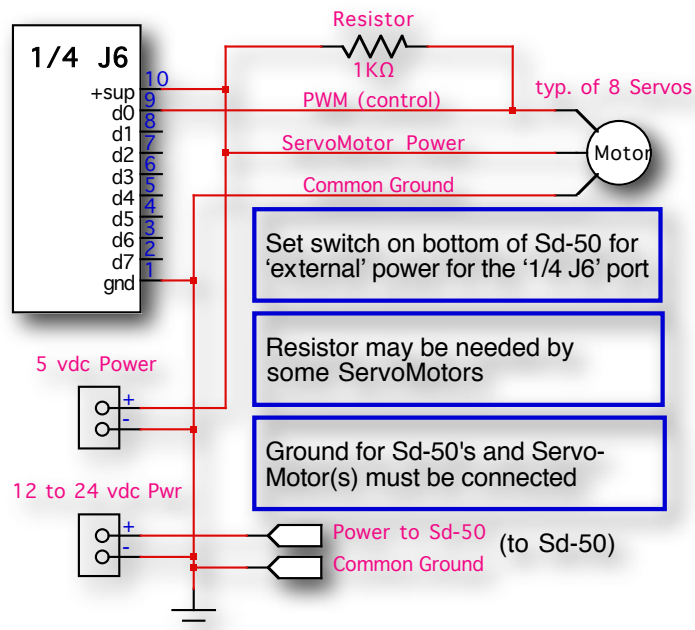 Resistor
1KΩ
1/4 J6
10
+sup
9
d0
8
d1
7
d2
6
d3
5
d4
4
d5
3
d6
2
d7
1
gnd
PWM (control)
typ. of 8 Servos
ServoMotor Power
Motor
Common Ground
Set switch on bottom of Sd-50 for
‘external’ power for the ‘1/4 J6’ port
Resistor may be needed by
some ServoMotors
Ground for Sd-50's and Servo-
Motor(s) must be connected
5 vdc Power
+
-
12 to 24 vdc Pwr
+
-
Power to Sd-50
(to Sd-50)
Common Ground